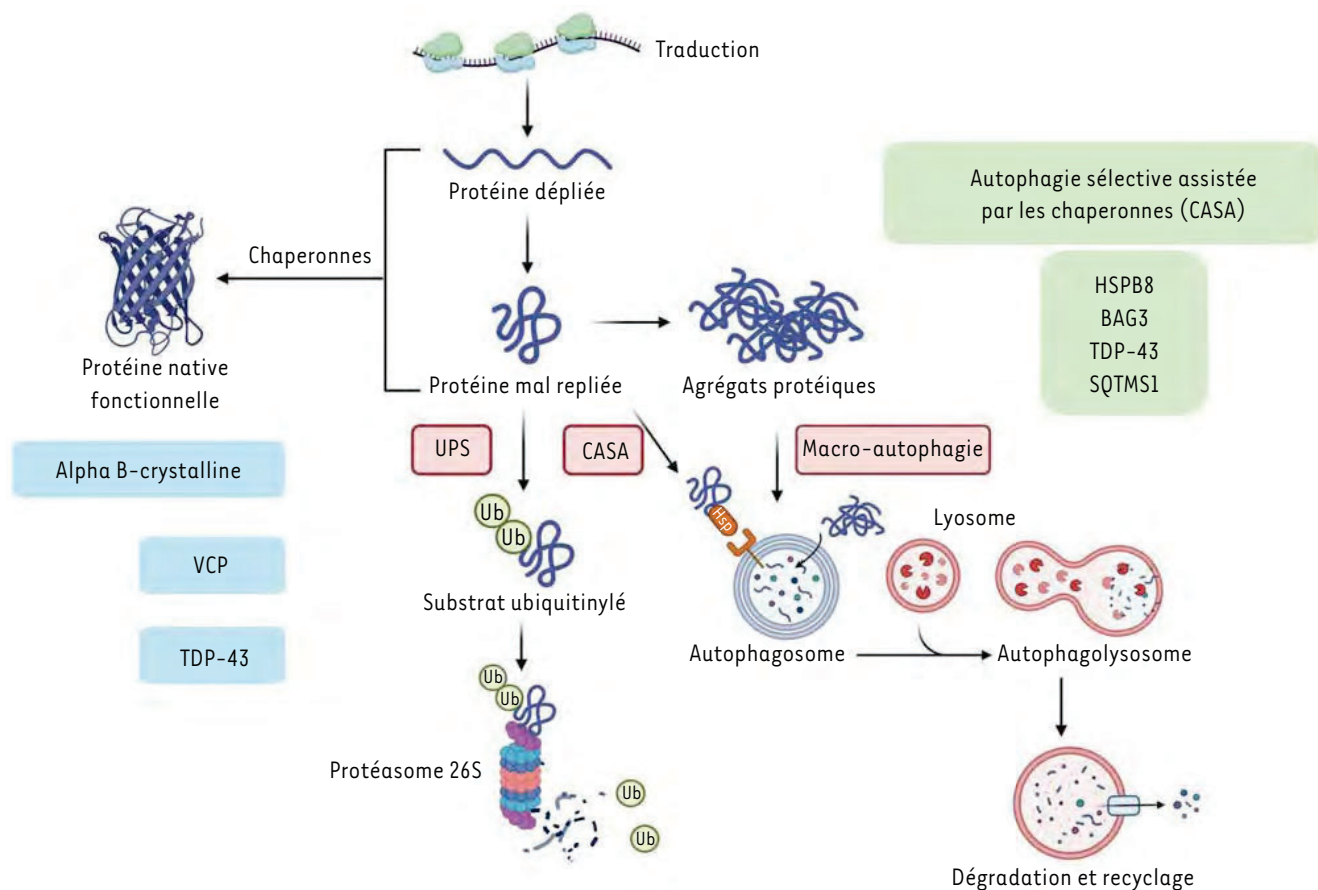 Traduction
Protéine dépliée
Autophagie sélective assistée
par les chaperonnes (CASA)
Chaperonnes
HSPB8
BAG3
TDP-43
SQTMS1
Protéine native
fonctionnelle
Protéine mal repliée
Agrégats protéiques
Alpha B-crystalline
UPS
CASA
Macro-autophagie
Ub
Ub
Hsp
Lyosome
VCP
Substrat ubiquitinylé
TDP-43
Autophagosome
Autophagolysosome
Ub
Ub
Protéasome 26S
Ub
Ub
Dégradation et recyclage